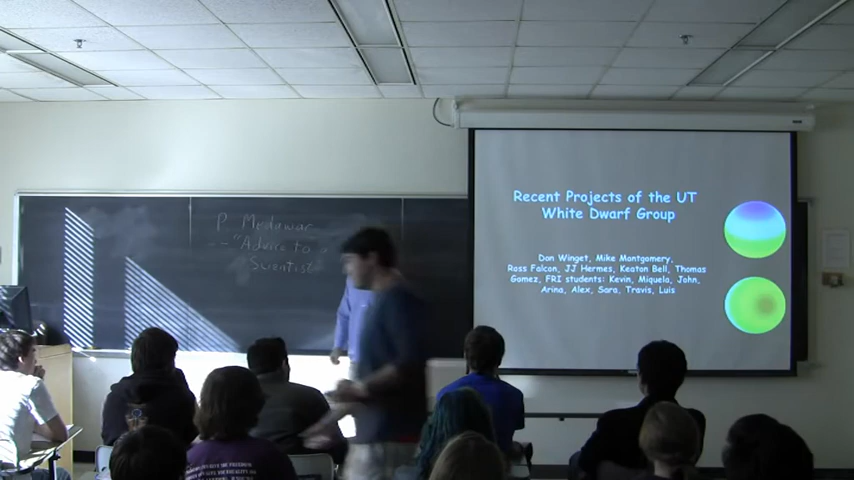 P Medawar
- "Advice to
Scientist
Recent Projects of the UT
White Dwarf Group
Don Winget, Mike Montgomery,
Ross Falcon, JJ Hermes, Keaton Bell, Thomas
Gomez, FRI students: Kevin, Miquela, John,
Arina, Alex, Sara, Travis, Luis